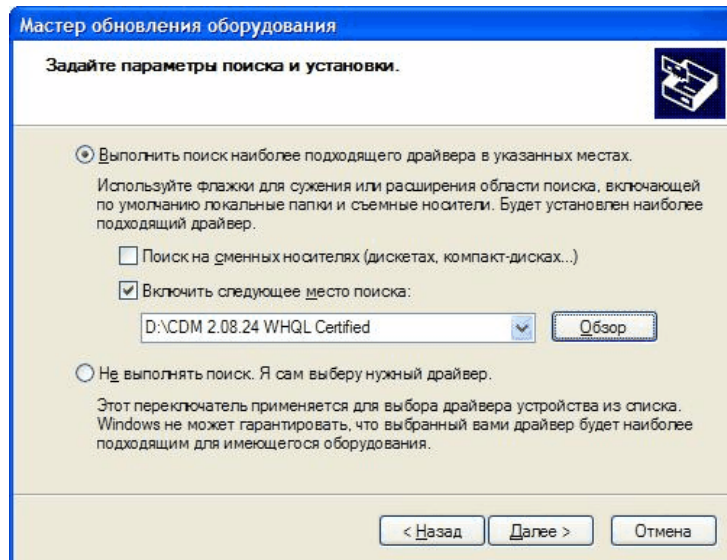 Мастер обновления оборудования
Задайте параметры поиска и установки.
Выполнить поиск наиболее подходящего драйвера в указанных местах.
Используйте флажки для сужения или расширения области поиска, включающей
по умолчанию локальные папки и съемные носители. Будет установлен наиболее
подходящий драйвер.
Поиск на сменных носителях (дискетах, компакт-дисках...)
Включить следующее место поиска:
D:\CDM 2.08.24 WHQL Certified
Обзор
Не выполнять поиск. Я сам выберу нужный драйвер.
Этот переключатель применяется для выбора драйвера устройства из списка.
Windows не может гарантировать, что выбранный вами драйвер будет наиболее
подходящим для имеющегося оборудования.
< Назад Далее > Отмена